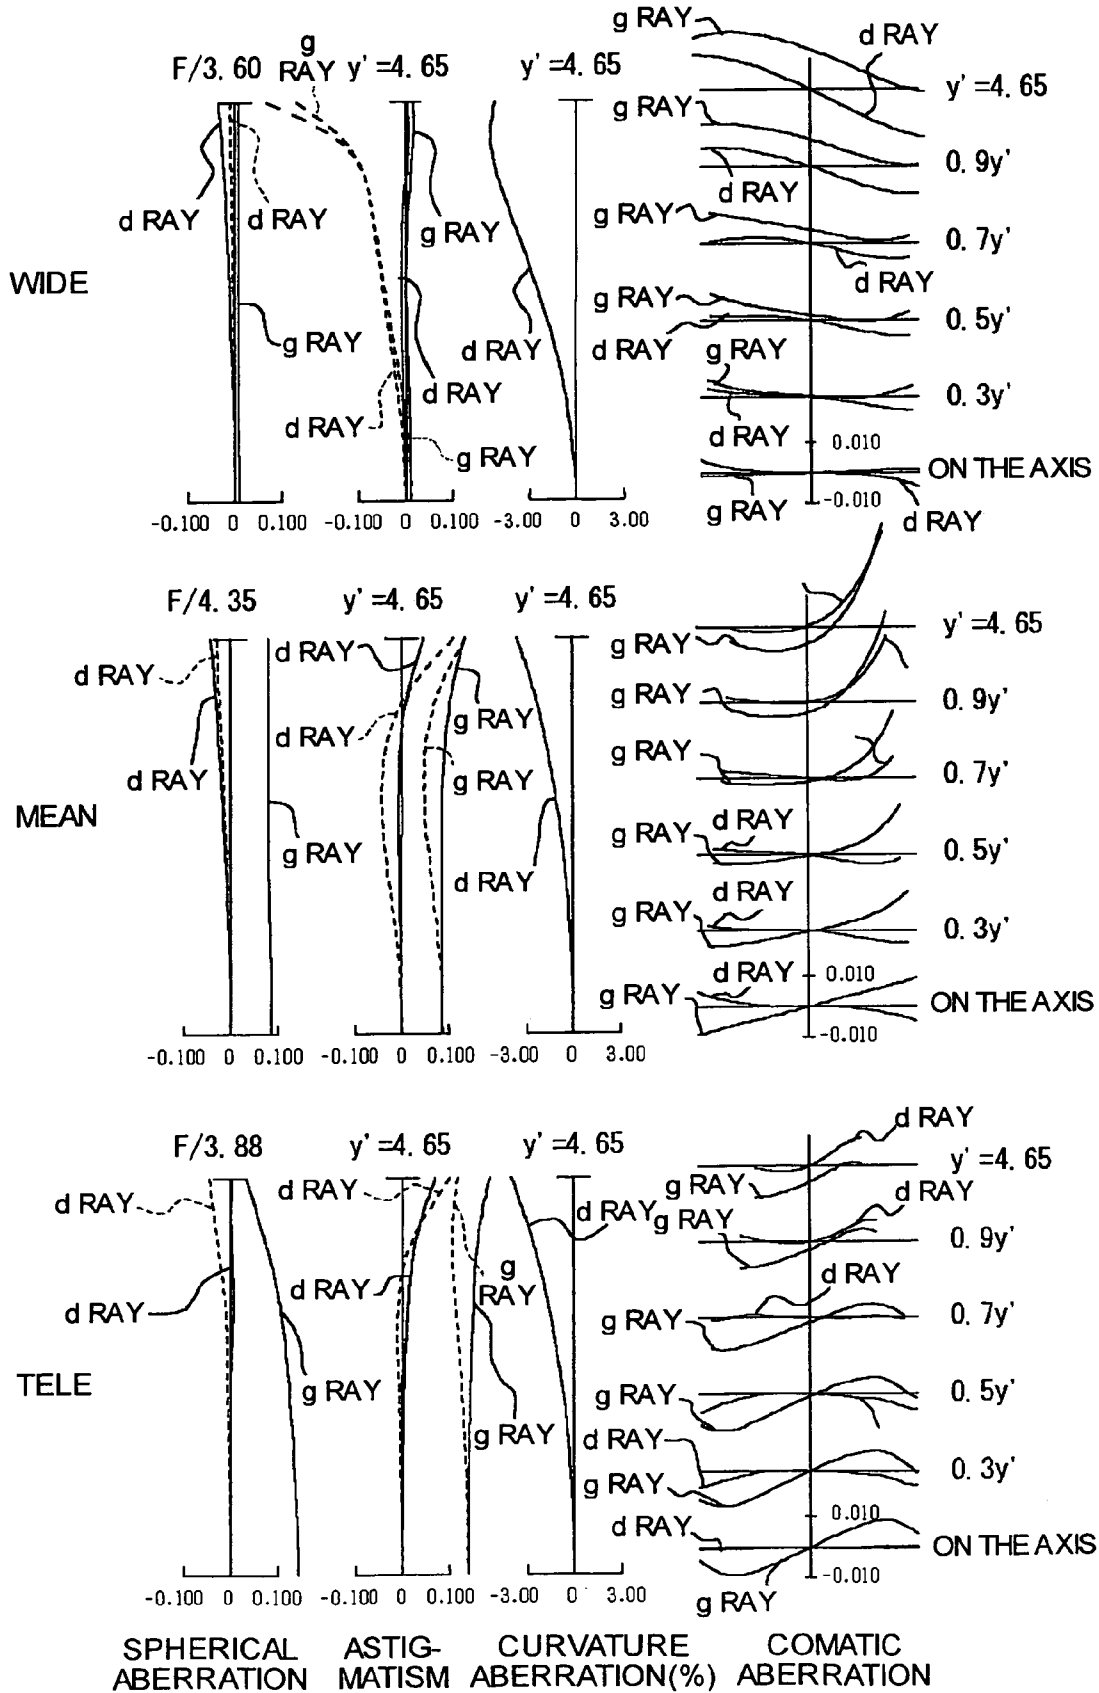 g RAY
d RAY
g
RAY
F/3. 60
y' =4. 65
y' =4. 65
y' =4. 65
g RAY
0. 9y'
d RAY
d RAY
d RAY
g RAY
g RAY
0. 7y'
d RAY
WIDE
g RAY
0. 5y'
g RAY
d RAY
d RAY
g RAY
d RAY
0. 3y'
d RAY
d RAY
0.010
g RAY
ON THE AXIS
-0.010
g RAY
d RAY
-0.100 0 0.100
-0.100 0 0.100
-3.00 0 3.00
F/4. 35
y' =4. 65
y' =4. 65
y' =4. 65
g RAY
d RAY
d RAY
g RAY
0. 9y'
g RAY
d RAY
g RAY
0. 7y'
d RAY
g RAY
MEAN
d RAY
g RAY
0. 5y'
g RAY
d RAY
d RAY
g RAY
0. 3y'
d RAY
0.010
g RAY
ON THE AXIS
-0.010
-0.100 0 0.100
-0.100 0 0.100
-3.00 0 3.00
F/3. 88
y' =4. 65
y' =4. 65
d RAY
y' =4. 65
g RAY
d RAY
d RAY
d RAY
d RAY
g RAY
0. 9y'
g
RAY
d RAY
d RAY
d RAY
g RAY
0. 7y'
TELE
g RAY
g RAY
0. 5y'
g RAY
d RAY
0. 3y'
g RAY
0.010
d RAY
ON THE AXIS
-0.010
g RAY
-0.100 0 0.100
-0.100 0 0.100
-3.00 0 3.00
SPHERICAL
ABERRATION
ASTIG-
MATISM
CURVATURE
ABERRATION(%)
COMATIC
ABERRATION